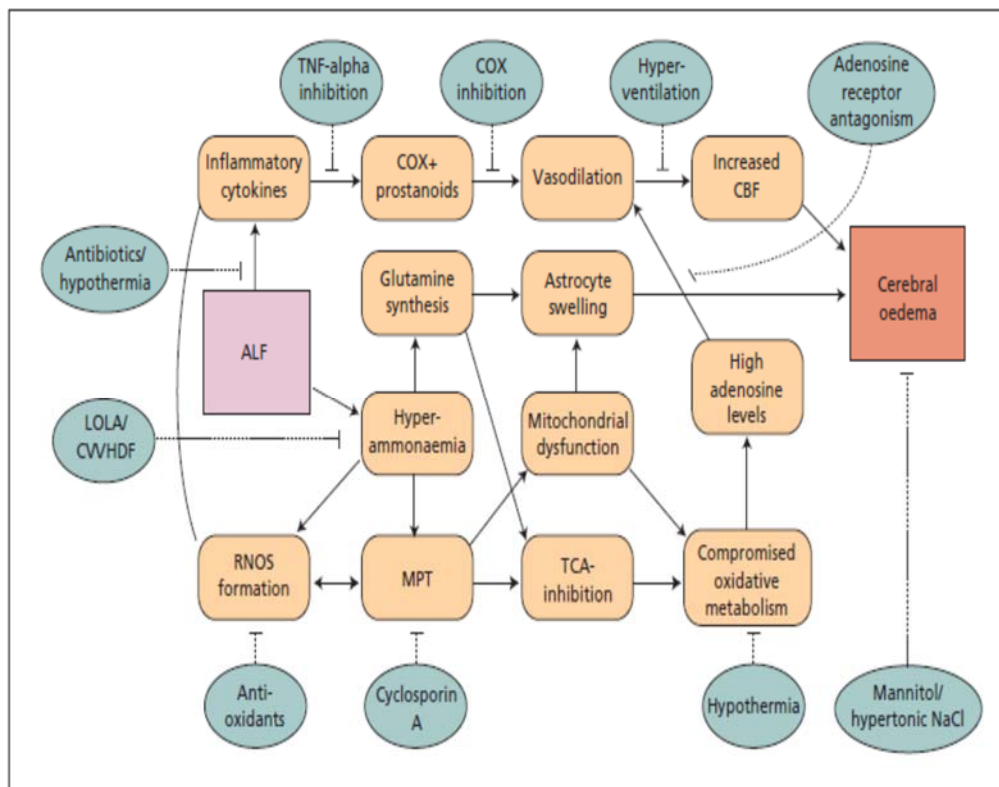 TNF-alpha
inhibition
COX
inhibition
Hyper-
ventilation
Adenosine
receptor
antagonism
Inflammatory
cytokines
COX+
prostanoids
Vasodilation
Increased
CBF
Antibiotics/
hypothermia
Glutamine
synthesis
Astrocyte
swelling
Cerebral
oedema
ALF
High
adenosine
levels
LOLA/
CVVHDF
Hyper-
ammonaemia
Mitochondrial
dysfunction
RNOS
formation
MPT
TCA-
inhibition
Compromised
oxidative
metabolism
Anti-
oxidants
Cyclosporin
A
Hypothermia
Mannitol/
hypertonic NaCl